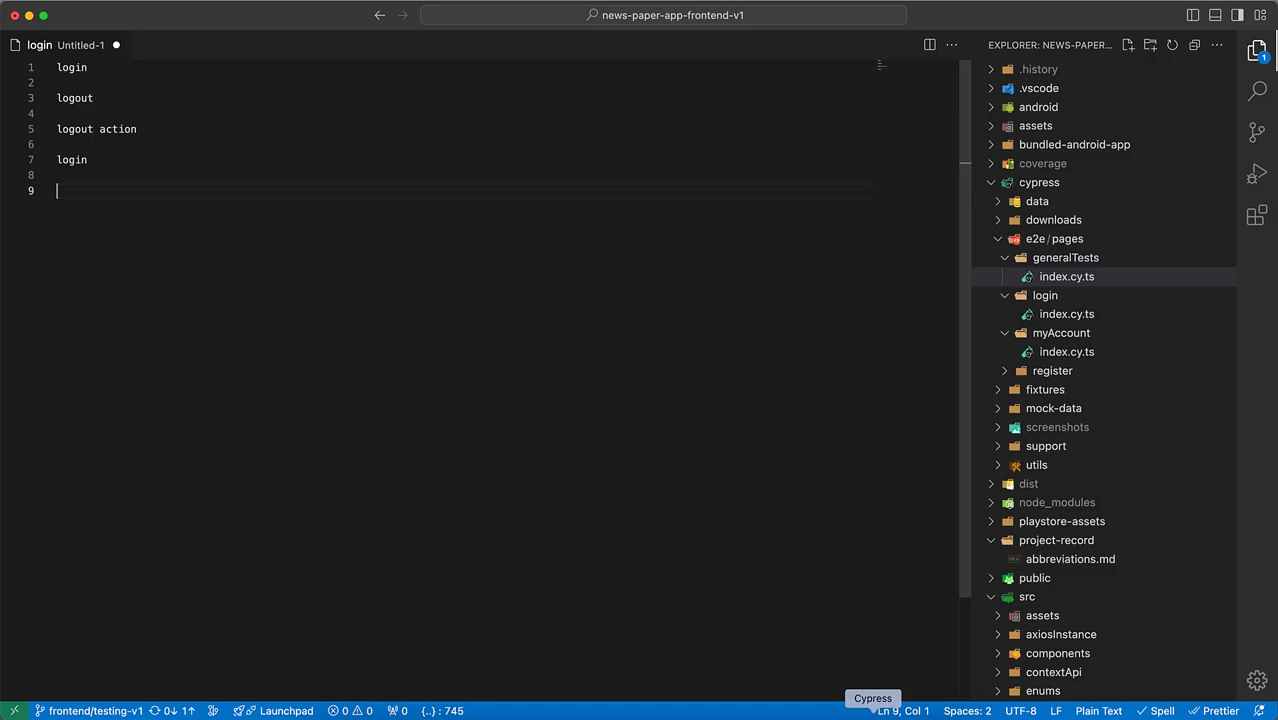 news-paper-app-frontend-v1
login Untitled-1
EXPLORER: NEWS-PAPER...
1 login
2
3 logout
4
5 logout action
6
7 login
8
9
.history
.vscode
android
assets
bundled-android-app
coverage
cypress
data
downloads
e2e / pages
generalTests
index.cy.ts
login
index.cy.ts
myAccount
index.cy.ts
register
fixtures
mock-data
screenshots
support
utils
dist
node_modules
playstore-assets
project-record
abbreviations.md
public
src
assets
axiosInstance
components
contextApi
enums
1
Cypress
frontend/testing-v1 0↓ 1↑ Launchpad 0 0 0 {..} : 745 Ln 9, Col 1 Spaces: 2 UTF-8 LF Plain Text Spell Prettier